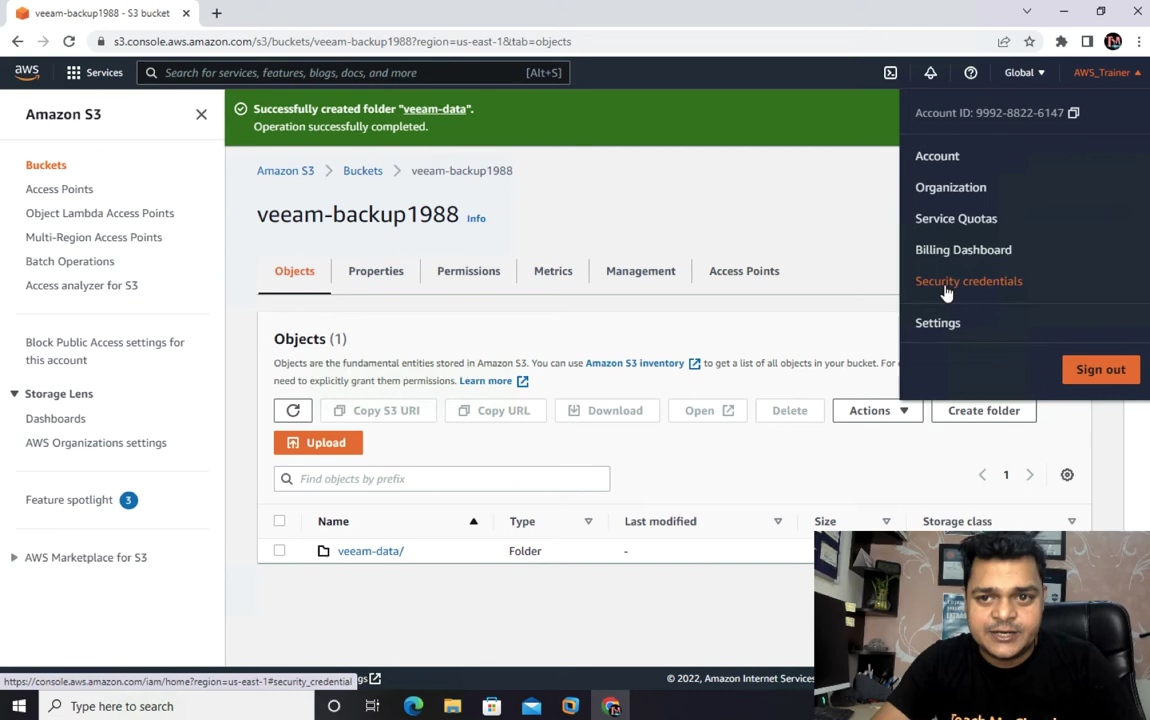 veeam-backup1988 - S3 bucket
s3.console.aws.amazon.com/s3/buckets/veeam-backup1988?region=us-east-1&tab=objects
aws
Services
Search for services, features, blogs, docs, and more
[Alt+S]
Global
AWS_Trainer
Amazon S3
Successfully created folder "veeam-data".
Operation successfully completed.
Account ID: 9992-8822-6147
Account
Organization
Service Quotas
Billing Dashboard
Security credentials
Settings
Sign out
Buckets
Access Points
Object Lambda Access Points
Multi-Region Access Points
Batch Operations
Access analyzer for S3
Block Public Access settings for
this account
Storage Lens
Dashboards
AWS Organizations settings
Feature spotlight 3
AWS Marketplace for S3
Amazon S3
Buckets
veeam-backup1988
veeam-backup1988 Info
Objects
Properties
Permissions
Metrics
Management
Access Points
Objects (1)
Objects are the fundamental entities stored in Amazon S3. You can use Amazon S3 inventory to get a list of all objects in your bucket. For
need to explicitly grant them permissions. Learn more
Copy S3 URI
Copy URL
Download
Open
Delete
Actions
Create folder
Upload
Find objects by prefix
1
Name
Type
Last modified
Size
Storage class
veeam-data/
Folder
-
https://console.aws.amazon.com/iam/home?region=us-east-1#security_credential
© 2022, Amazon Internet Services
Type here to search